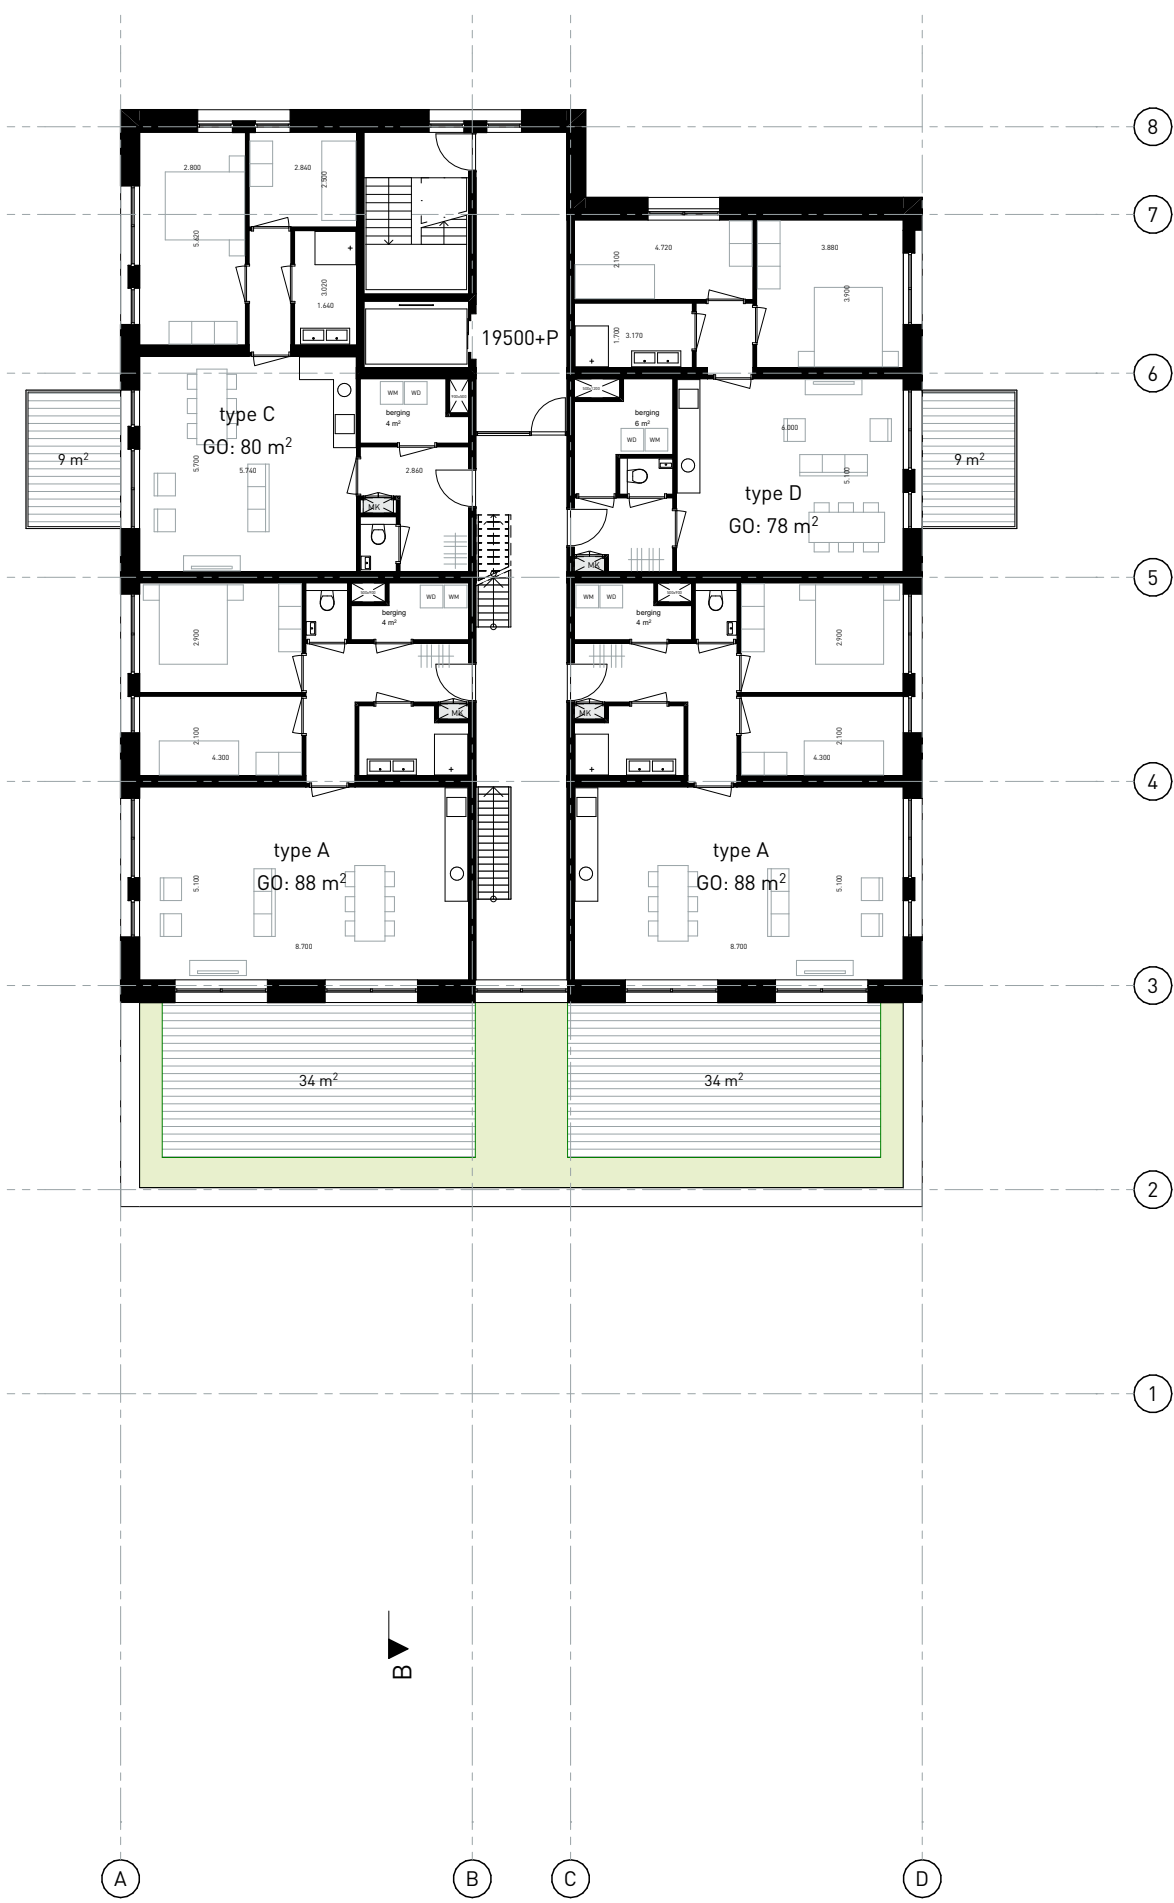 8
7
2.800
2.840
2.500
5.620
3.020
1.640
19500+P
4.720
2.100
3.880
3.900
1.700
3.170
6
type C
GO: 80 m²
5.700
5.740
9 m²
WM
WD
berging
4 m²
2.860
MK
berging
6 m²
WD
WM
6.000
5.100
type D
GO: 78 m²
9 m²
MK
5
2.900
berging
4 m²
WD
WM
WM
WD
berging
4 m²
2.900
2.100
4.300
MK
MK
2.100
4.300
4
type A
GO: 88 m²
5.100
8.700
type A
GO: 88 m²
5.100
8.700
3
34 m²
34 m²
2
1
B
A
B
C
D